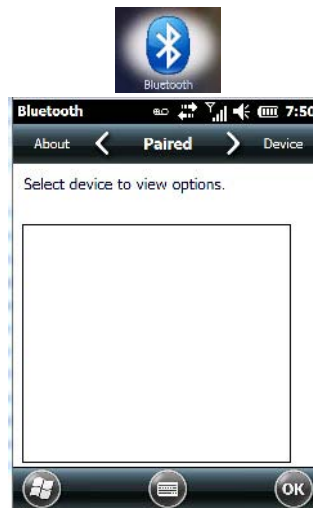 Bluetooth
Bluetooth 7:50
About Paired Device
Select device to view options.
OK